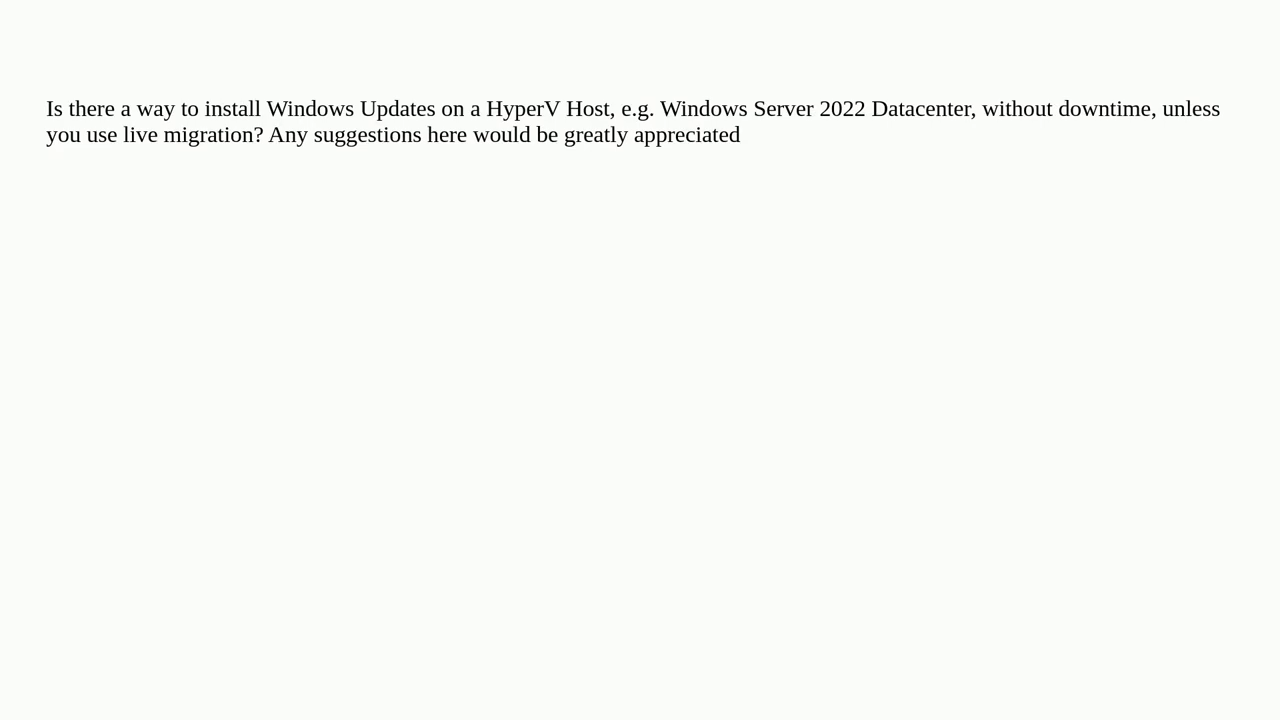 Is there a way to install Windows Updates on a HyperV Host, e.g. Windows Server 2022 Datacenter, without downtime, unless
you use live migration? Any suggestions here would be greatly appreciated